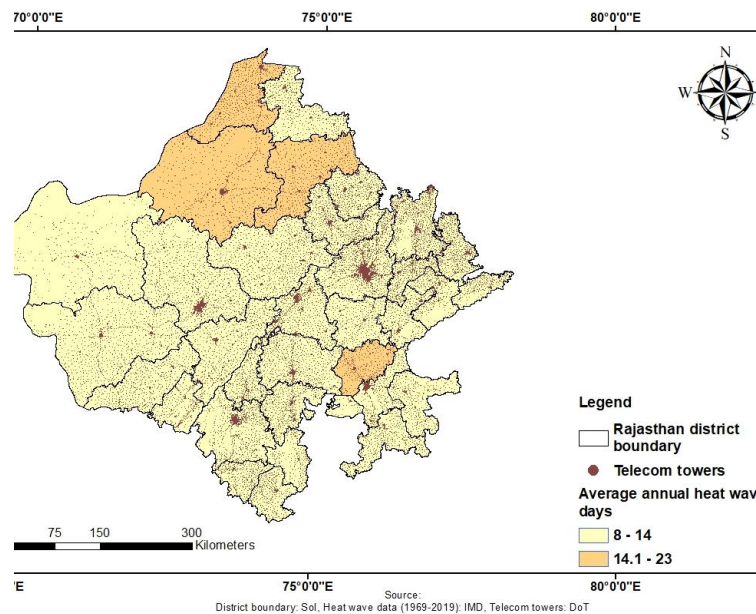 70°0'0"E 75°0'0"E 80°0'0"E
N
W E
S
Legend
Rajasthan district
boundary
Telecom towers
Average annual heat wav
days
8 - 14
14.1 - 23
75 150 300
Kilometers
'E 75°0'0"E 80°0'0"E
Source:
District boundary: SoI, Heat wave data (1969-2019): IMD, Telecom towers: DoT